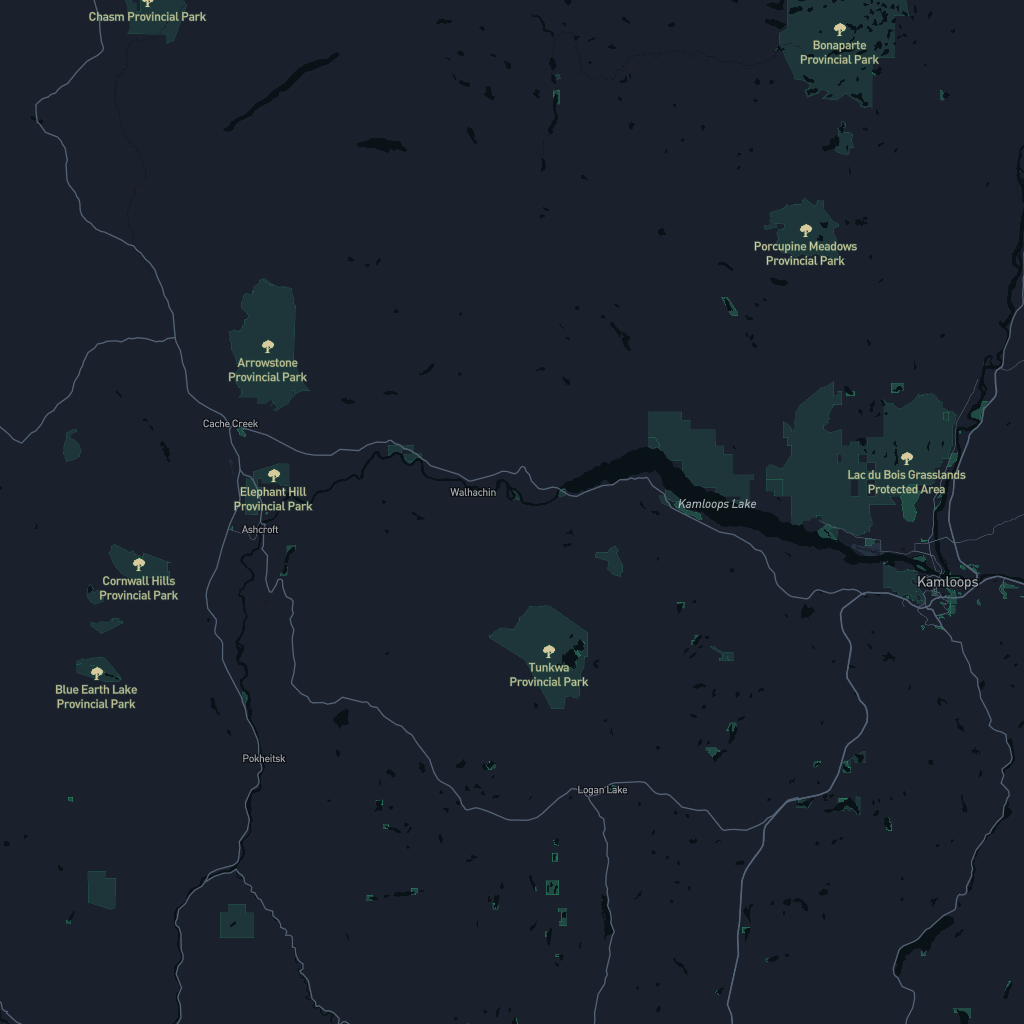 Chasm Provincial Park
Bonaparte
Provincial Park
Porcupine Meadows
Provincial Park
Arrowstone
Provincial Park
Cache Creek
Lac du Bois Grasslands
Protected Area
Elephant Hill
Provincial Park
Walhachin
Kamloops Lake
Ashcroft
Cornwall Hills
Provincial Park
Kamloops
Tunkwa
Provincial Park
Blue Earth Lake
Provincial Park
Pokheitsk
Logan Lake